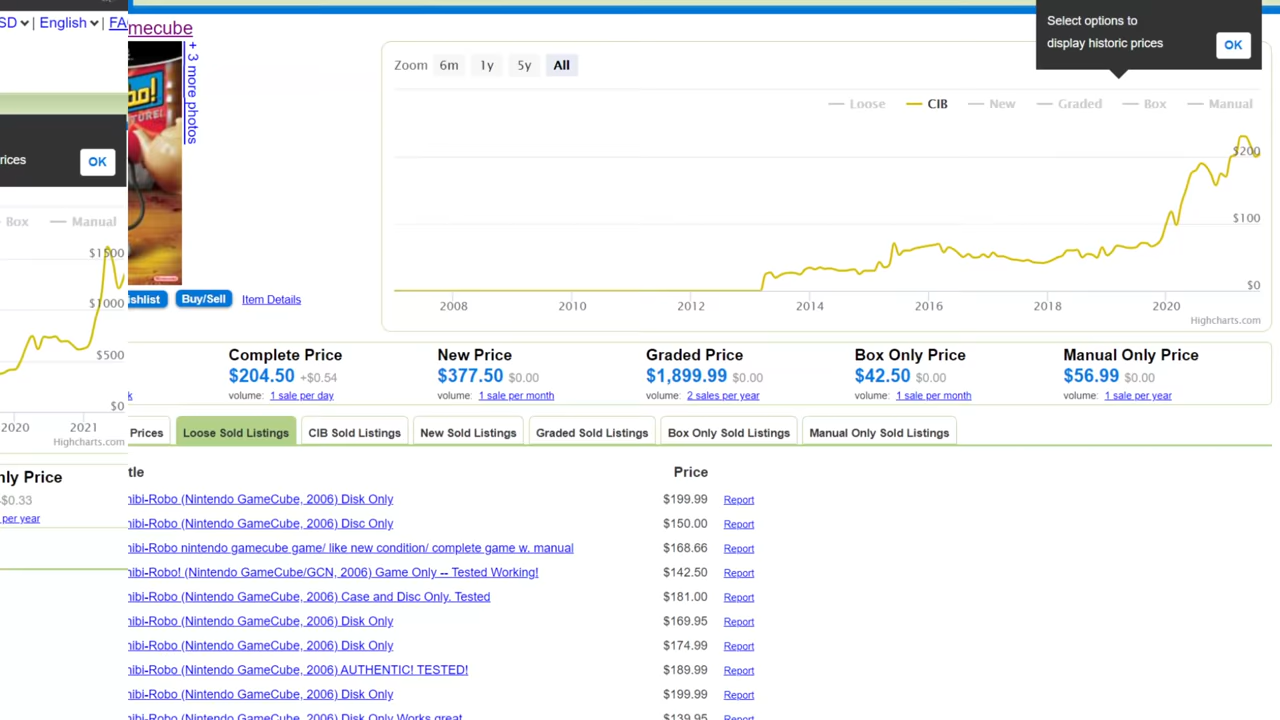 SD | English | FA
rices
OK
Box Manual
$1500
$1000
$500
$0
2020 2021
Highcharts.com
nly Price
$0.33
per year
mecube
+ 3 more photos
Select options to
display historic prices
OK
Zoom 6m 1y 5y All
Loose CIB New Graded Box Manual
$200
$100
$0
2008 2010 2012 2014 2016 2018 2020
Highcharts.com
ishlist Buy/Sell Item Details
Complete Price New Price Graded Price Box Only Price Manual Only Price
$204.50 +$0.54 $377.50 $0.00 $1,899.99 $0.00 $42.50 $0.00 $56.99 $0.00
k volume: 1 sale per day volume: 1 sale per month volume: 2 sales per year volume: 1 sale per month volume: 1 sale per year
Prices Loose Sold Listings CIB Sold Listings New Sold Listings Graded Sold Listings Box Only Sold Listings Manual Only Sold Listings
tle Price
hibi-Robo (Nintendo GameCube, 2006) Disk Only $199.99 Report
hibi-Robo (Nintendo GameCube, 2006) Disc Only $150.00 Report
hibi-Robo nintendo gamecube game/ like new condition/ complete game w. manual $168.66 Report
hibi-Robo! (Nintendo GameCube/GCN, 2006) Game Only -- Tested Working! $142.50 Report
hibi-Robo (Nintendo GameCube, 2006) Case and Disc Only. Tested $181.00 Report
hibi-Robo (Nintendo GameCube, 2006) Disk Only $169.95 Report
hibi-Robo (Nintendo GameCube, 2006) Disk Only $174.99 Report
hibi-Robo (Nintendo GameCube, 2006) AUTHENTIC! TESTED! $189.99 Report
hibi-Robo (Nintendo GameCube, 2006) Disk Only $199.99 Report
hibi-Robo (Nintendo GameCube, 2006) Disk Only Works great $139.95 Report